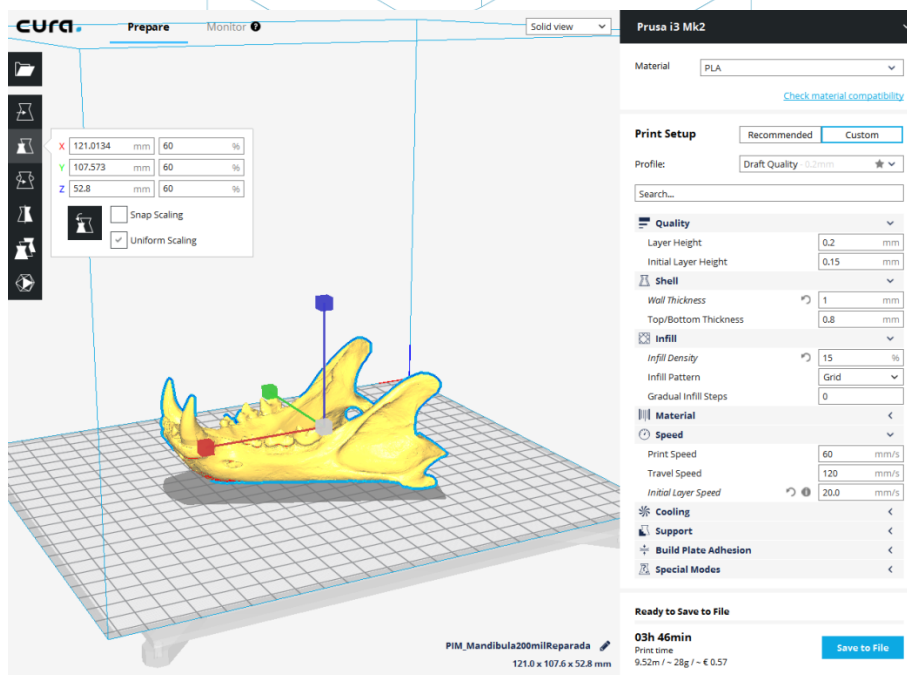 cura.
Prepare
Monitor ?
Solid view
Prusa i3 Mk2
Material
PLA
Check material compatibility
X 121.0134 mm 60 %
Y 107.573 mm 60 %
Z 52.8 mm 60 %
Snap Scaling
Uniform Scaling
Print Setup
Recommended
Custom
Profile:
Draft Quality - 0.2mm
Search...
Quality
Layer Height 0.2 mm
Initial Layer Height 0.15 mm
Shell
Wall Thickness 1 mm
Top/Bottom Thickness 0.8 mm
Infill
Infill Density 15 %
Infill Pattern Grid
Gradual Infill Steps 0
Material
Speed
Print Speed 60 mm/s
Travel Speed 120 mm/s
Initial Layer Speed 20.0 mm/s
Cooling
Support
Build Plate Adhesion
Special Modes
Ready to Save to File
03h 46min
Print time
9.52m / ~ 28g / ~ € 0.57
Save to File
PIM_Mandibula200milReparada
121.0 x 107.6 x 52.8 mm